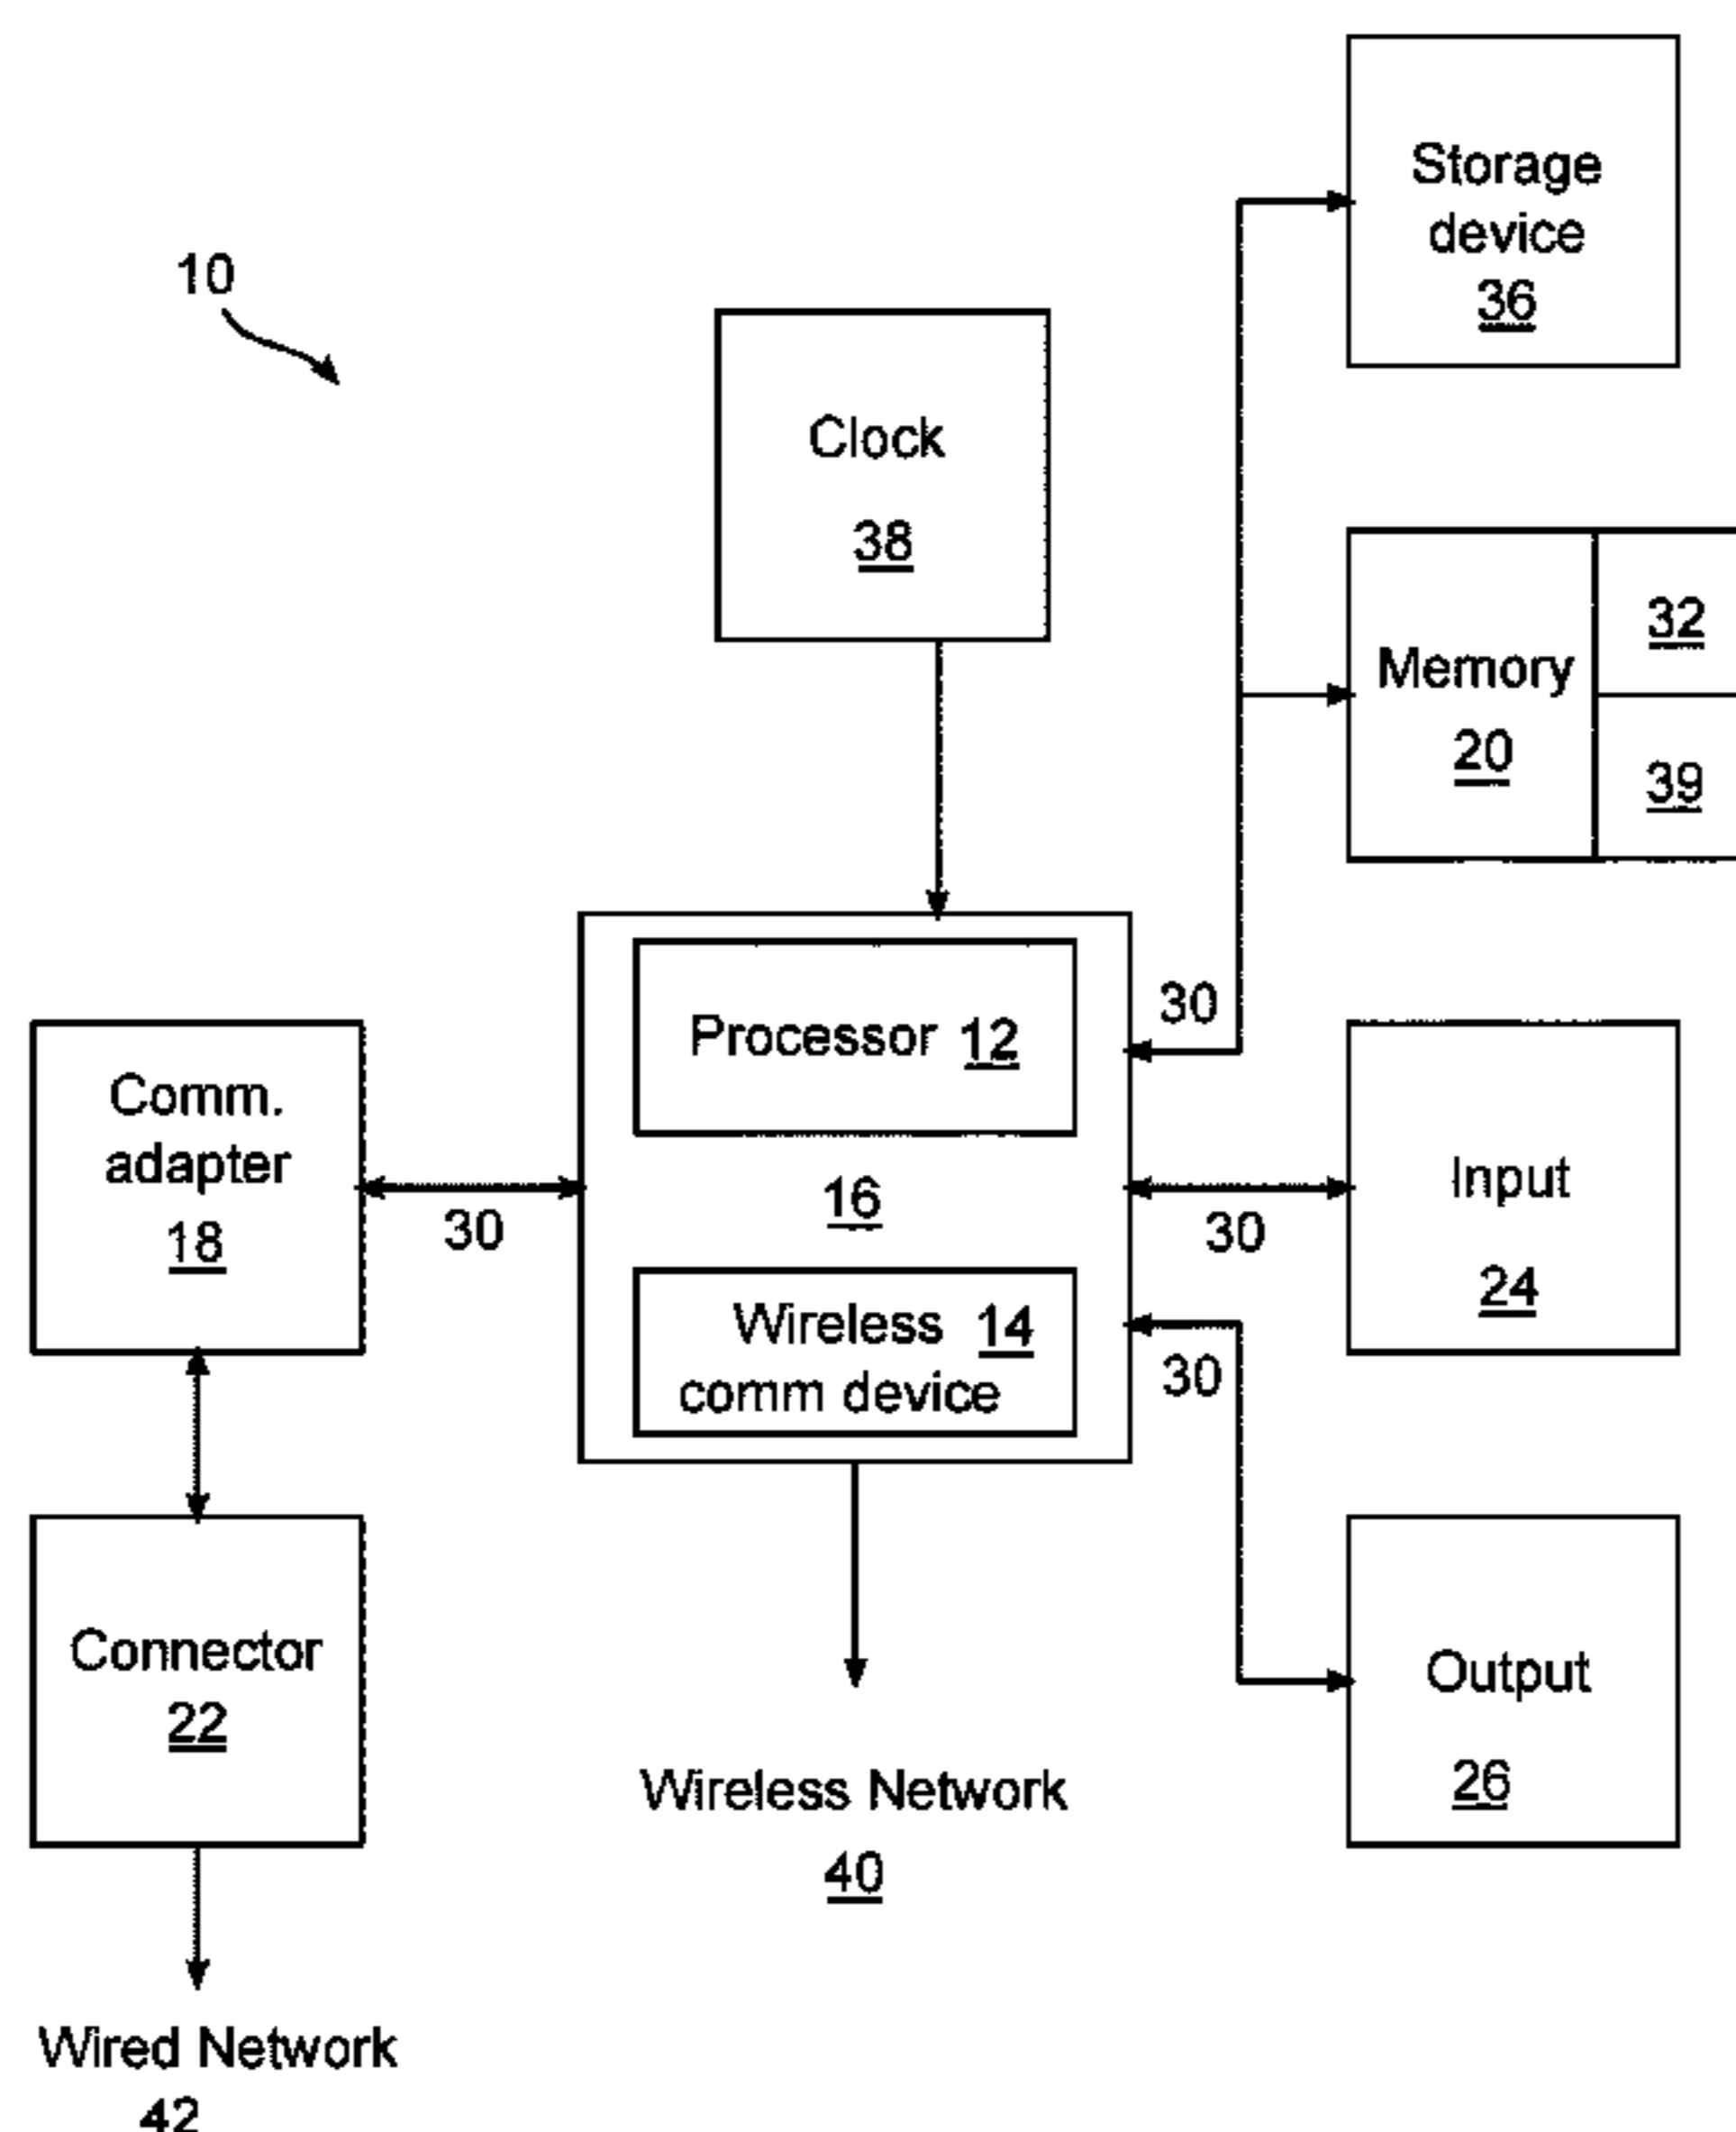 Storage
device
36
10
Clock
38
32
Memory
20
39
30
Processor 12
Comm.
adapter
18
30
16
30
Input
24
Wireless 14
comm device
30
Connector
22
Output
26
Wireless Network
40
Wired Network
42